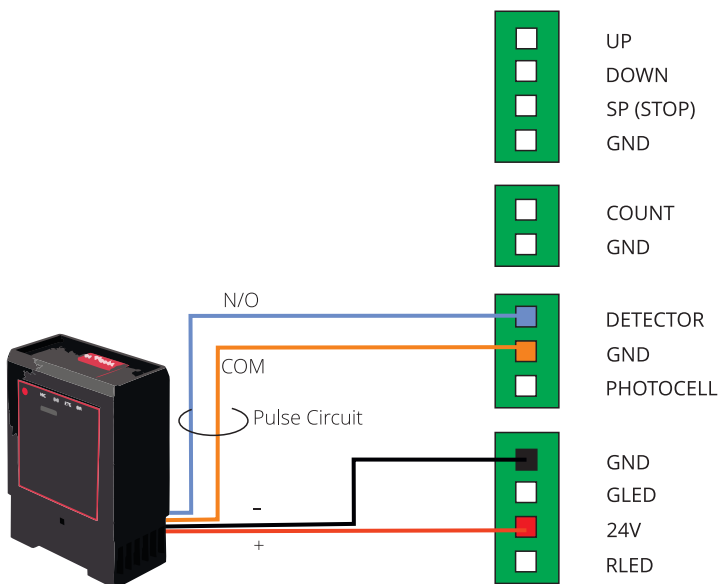 UP
DOWN
SP (STOP)
GND
COUNT
GND
N/O
DETECTOR
COM
GND
PHOTOCELL
Pulse Circuit
GND
GLED
-
24V
+
RLED